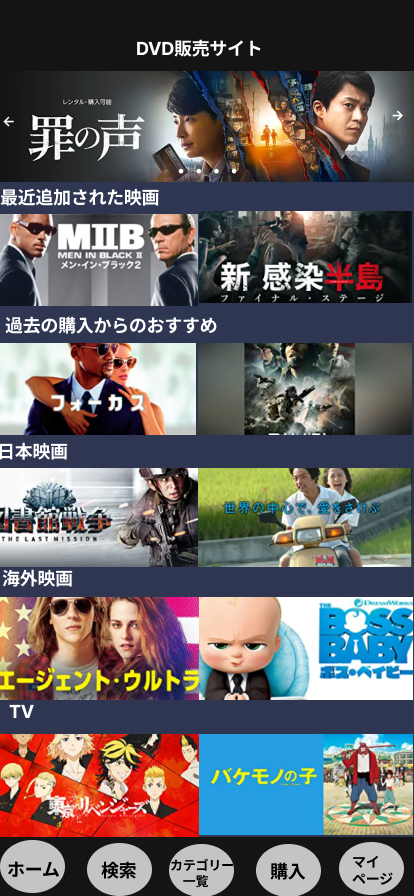 DVD販売サイト
レンタル・購入可能
罪の声
最近追加された映画
MIIB
MEN IN BLACK II
メン・イン・ブラック2
新 感染半島
ファイナル・ステージ
過去の購入からのおすすめ
フォーカス
日本映画
図書館戦争
THE LAST MISSION
世界の中心で、愛をさけぶ
海外映画
エージェント・ウルトラ
DREAMWORKS
THE
BOSS
BABY
ボス・ベイビー
TV
東京リベンジャーズ
バケモノの子
ホーム
検索
カテゴリー
一覧
購入
マイ
ページ